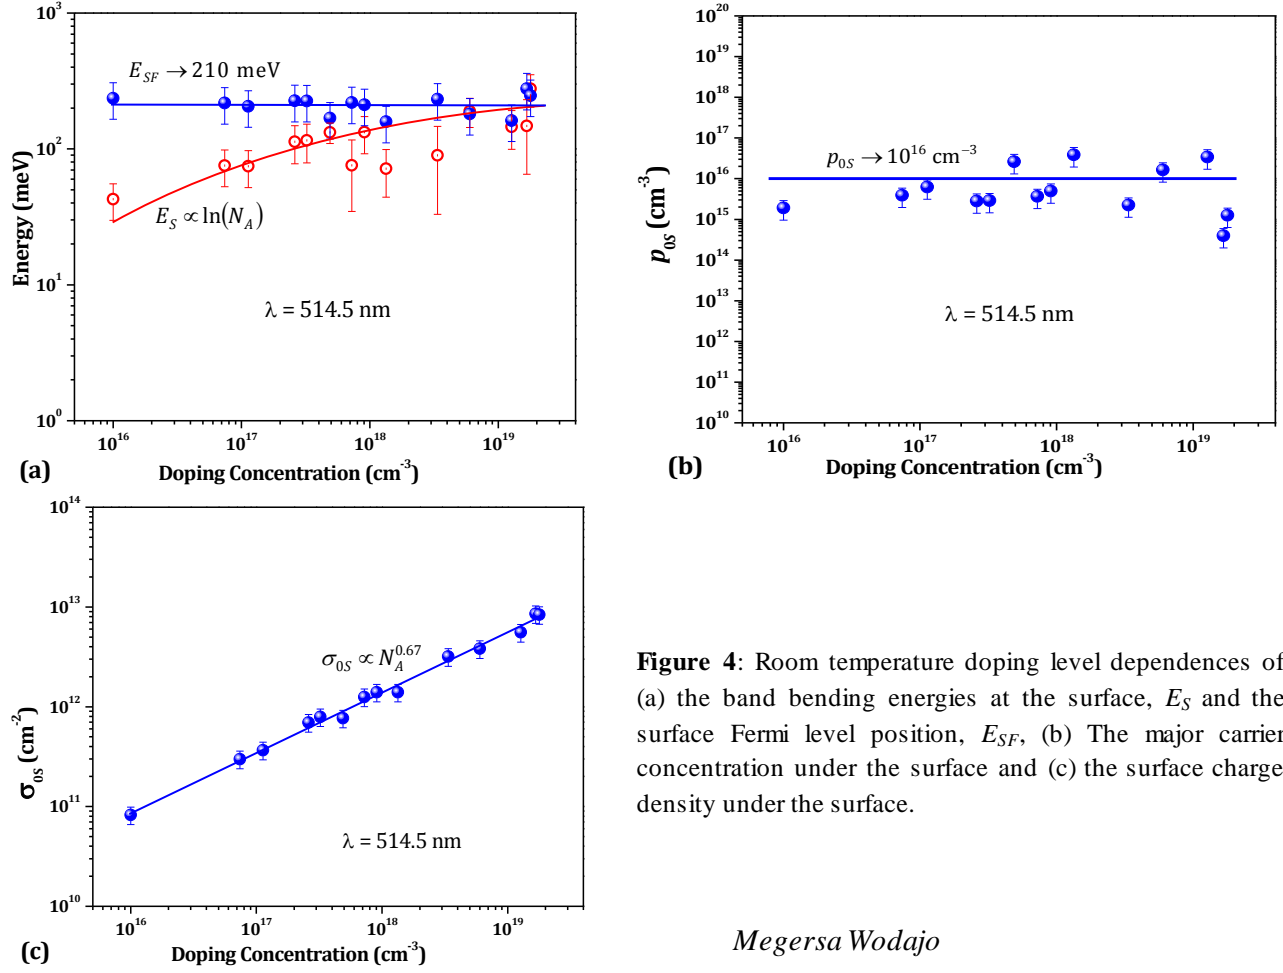 10³
10²
10¹
10⁰
Energy (meV)
E_SF → 210 meV
E_S ∝ ln(N_A)
λ = 514.5 nm
10¹⁶ 10¹⁷ 10¹⁸ 10¹⁹
(a) Doping Concentration (cm⁻³)
10²⁰
10¹⁹
10¹⁸
10¹⁷
10¹⁶
10¹⁵
10¹⁴
10¹³
10¹²
10¹¹
10¹⁰
p₀S (cm⁻³)
p₀S → 10¹⁶ cm⁻³
λ = 514.5 nm
10¹⁶ 10¹⁷ 10¹⁸ 10¹⁹
(b) Doping Concentration (cm⁻³)
10¹⁴
10¹³
10¹²
10¹¹
10¹⁰
σ₀S (cm⁻²)
σ₀S ∝ N_A^0.67
λ = 514.5 nm
10¹⁶ 10¹⁷ 10¹⁸ 10¹⁹
(c) Doping Concentration (cm⁻³)
Figure 4: Room temperature doping level dependences of
(a) the band bending energies at the surface, E_S and the
surface Fermi level position, E_SF, (b) The major carrier
concentration under the surface and (c) the surface charge
density under the surface.
Megersa Wodajo